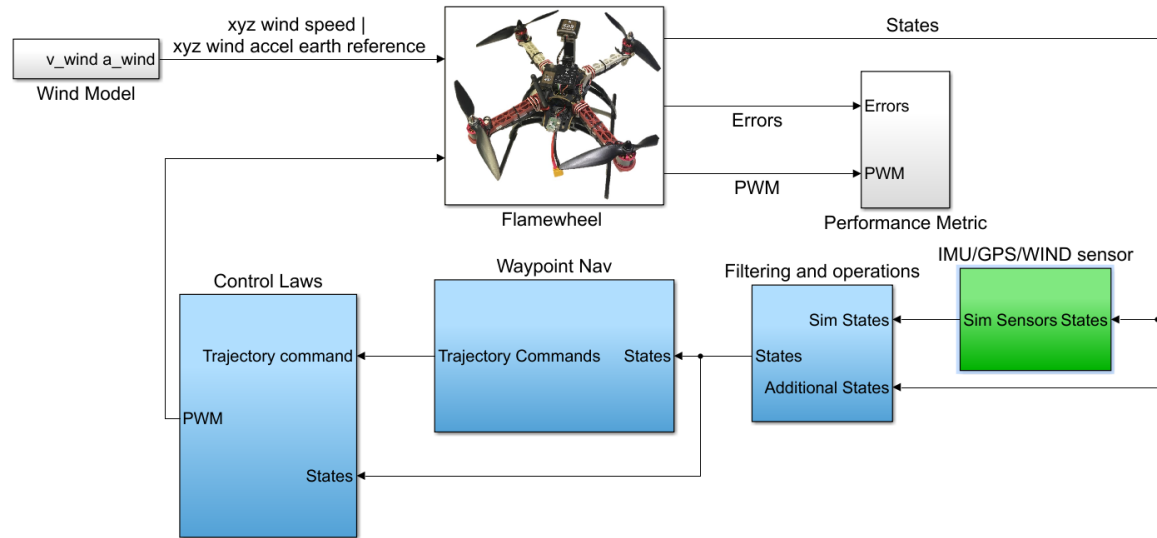 xyz wind speed |
xyz wind accel earth reference
States
v_wind a_wind
Wind Model
Errors
Errors
PWM
PWM
Flamewheel
Performance Metric
Control Laws
Waypoint Nav
Filtering and operations
IMU/GPS/WIND sensor
Sim States
Sim Sensors States
Trajectory command
Trajectory Commands
States
States
Additional States
PWM
States